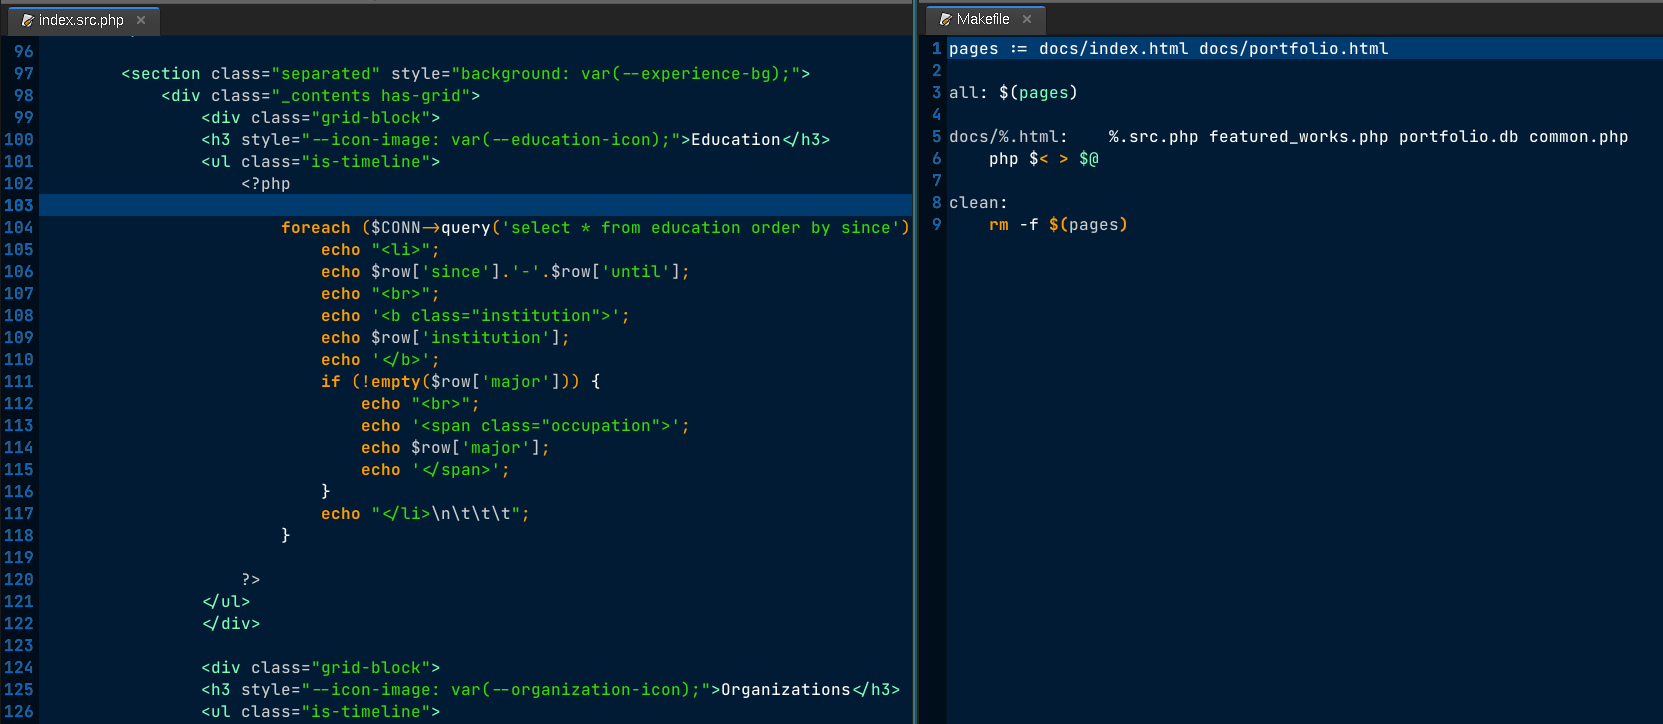 index.src.php ×
96
97 <section class="separated" style="background: var(--experience-bg);">
98 <div class="_contents has-grid">
99 <div class="grid-block">
100 <h3 style="--icon-image: var(--education-icon);">Education</h3>
101 <ul class="is-timeline">
102 <?php
103
104 foreach ($CONN->query('select * from education order by since')
105 echo "<li>";
106 echo $row['since'].'-'.$row['until'];
107 echo "<br>";
108 echo '<b class="institution">';
109 echo $row['institution'];
110 echo '</b>';
111 if (!empty($row['major'])) {
112 echo "<br>";
113 echo '<span class="occupation">';
114 echo $row['major'];
115 echo '</span>';
116 }
117 echo "</li>\n\t\t\t";
118 }
119
120 ?>
121 </ul>
122 </div>
123
124 <div class="grid-block">
125 <h3 style="--icon-image: var(--organization-icon);">Organizations</h3>
126 <ul class="is-timeline">
Makefile ×
1 pages := docs/index.html docs/portfolio.html
2
3 all: $(pages)
4
5 docs/%.html: %.src.php featured_works.php portfolio.db common.php
6 php $< > $@
7
8 clean:
9 rm -f $(pages)